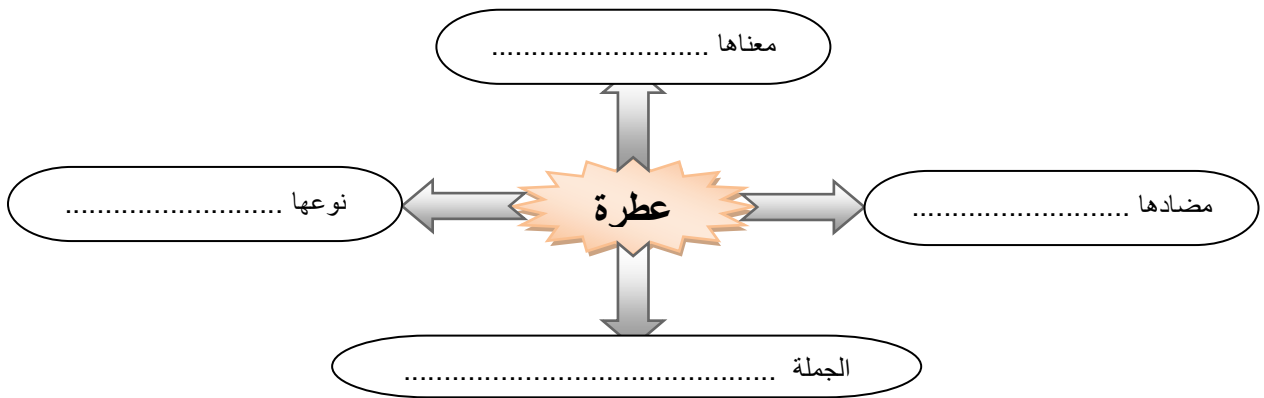 معناها ...........................
مضادها ...........................
عطرة
نوعها ...........................
الجملة ..............................................